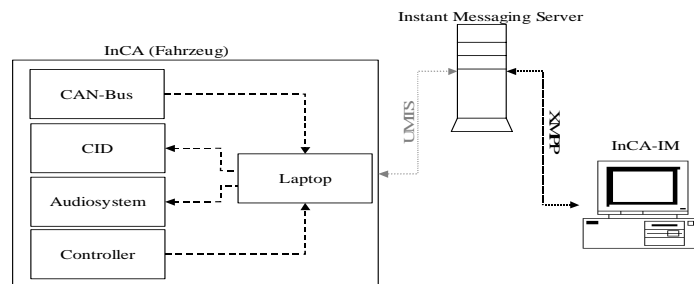 Instant Messaging Server
InCA (Fahrzeug)
CAN-Bus
CID
Audiosystem
Controller
Laptop
UMTS
XMPP
InCA-IM